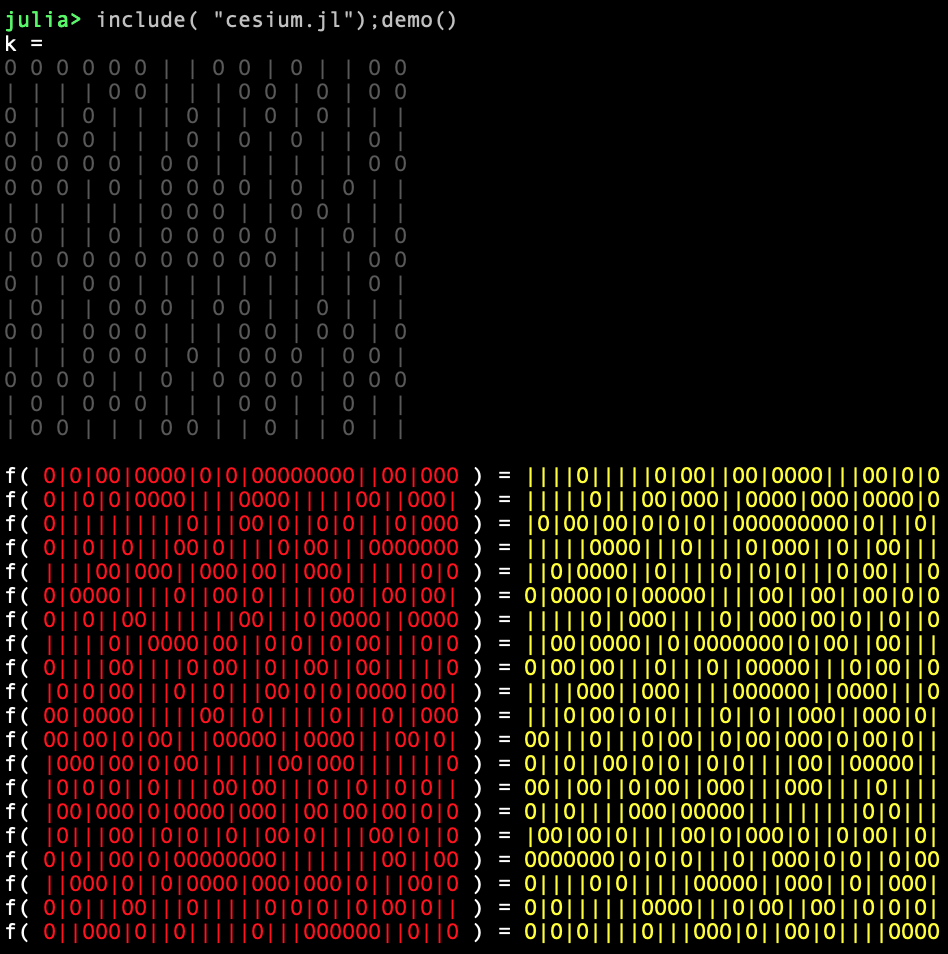 julia> include( "cesium.jl");demo()
k =
0 0 0 0 0 0 | | 0 0 | 0 | | 0 0
| | | | 0 0 | | | 0 0 | 0 | 0 0
0 | | 0 | | | 0 | | 0 | 0 | | |
0 | 0 0 | | | 0 | 0 | 0 | | 0 |
0 0 0 0 0 | 0 0 | | | | | | 0 0
0 0 0 | 0 | 0 0 0 0 | 0 | 0 | |
| | | | | | 0 0 0 | | 0 0 | | |
0 0 | | 0 | 0 0 0 0 0 | | 0 | 0
| 0 0 0 0 0 0 0 0 0 0 | | | 0 0
0 | | 0 0 | | | | | | | | | 0 |
| 0 | | 0 0 0 | 0 0 | | 0 | | |
0 0 | 0 0 0 | | 0 0 | 0 0 0 | 0
| | | 0 0 0 | 0 | 0 0 0 | 0 0 |
0 0 0 0 | | 0 | 0 0 0 0 | 0 0 0
| 0 | 0 0 0 | | | 0 0 | | 0 | |
| 0 0 | | | 0 0 | 0 | | | 0 | |
f( 0|0|00|0000|0|0|00000000||00|000 ) = ||||0|||||0|00||00|0000|||00|0|0
f( 0||0|0|0000||||0000|||||00||000| ) = |||||0|||00|000||0000|000|0000|0
f( 0||||||||||0|||00|0||0|0|||0|000 ) = |0|00|00|0|0|0||000000000|0|||0|
f( 0||0||0|||00|0||||0|00|||0000000 ) = |||||0000|||0||||0|000||0||00|||
f( ||||00|000||000|00||000||||||0|0 ) = ||0|0000||0||||0||0|0|||0|00|||0
f( 0|0000||||0||00|0|||||00||00|00| ) = 0|0000|0|00000||||00||00||00|0|0
f( 0||0||00|||||||00|||0|0000||0000 ) = |||||0||000||||0||000|00|0||0||0
f( |||||0||0000|00||0|0||0|00|||0|0 ) = ||00|0000||0|0000000|0|00||00|||
f( 0||||00||||0|00||0||00||00|||||0 ) = 0|00|00|||0|||0||00000|||0|00||0
f( |0|0|00|||0||0|||00|0|0|0000|00| ) = ||||000||000||||000000||0000|||0
f( 00|0000|||||00||0|||||0|||0||000 ) = |||0|00|0|0||||0||0||000||000|0|
f( 00|00|0|00|||00000||0000|||00|0| ) = 00|||0|||0|00||0|00|000|0|00|0||
f( |000|00|0|00||||||00|000|||||||0 ) = 0||0||00|0|0||0|0||||00||00000||
f( |0|0|0||0||||00|00|||0||0||0|0|| ) = 00||00||0|00||000|||000||||0||||
f( |00|000|0|0000|000||00|00|00|0|0 ) = 0||0||||000|00000|||||||||0|0|||
f( |0|||00||0|0||0||00|0||||00|0||0 ) = |00|00|0||||00|0|000|0||0|00||0|
f( 0|0||00|0|00000000||||||||00||00 ) = 0000000|0|0|0|||0||000|0|0||0|00
f( ||000|0||0|0000|000|000|0|||00|0 ) = 0||||0|0|||||00000||000||0||000|
f( 0|0|||00|||0|||||0|0|0||0|00|0|| ) = 0|0||||||0000|||0|00||00||0|0|0|
f( 0||000|0||0|||||0|||000000||0||0 ) = 0|0|0||||0|||000|0||00|0||||0000